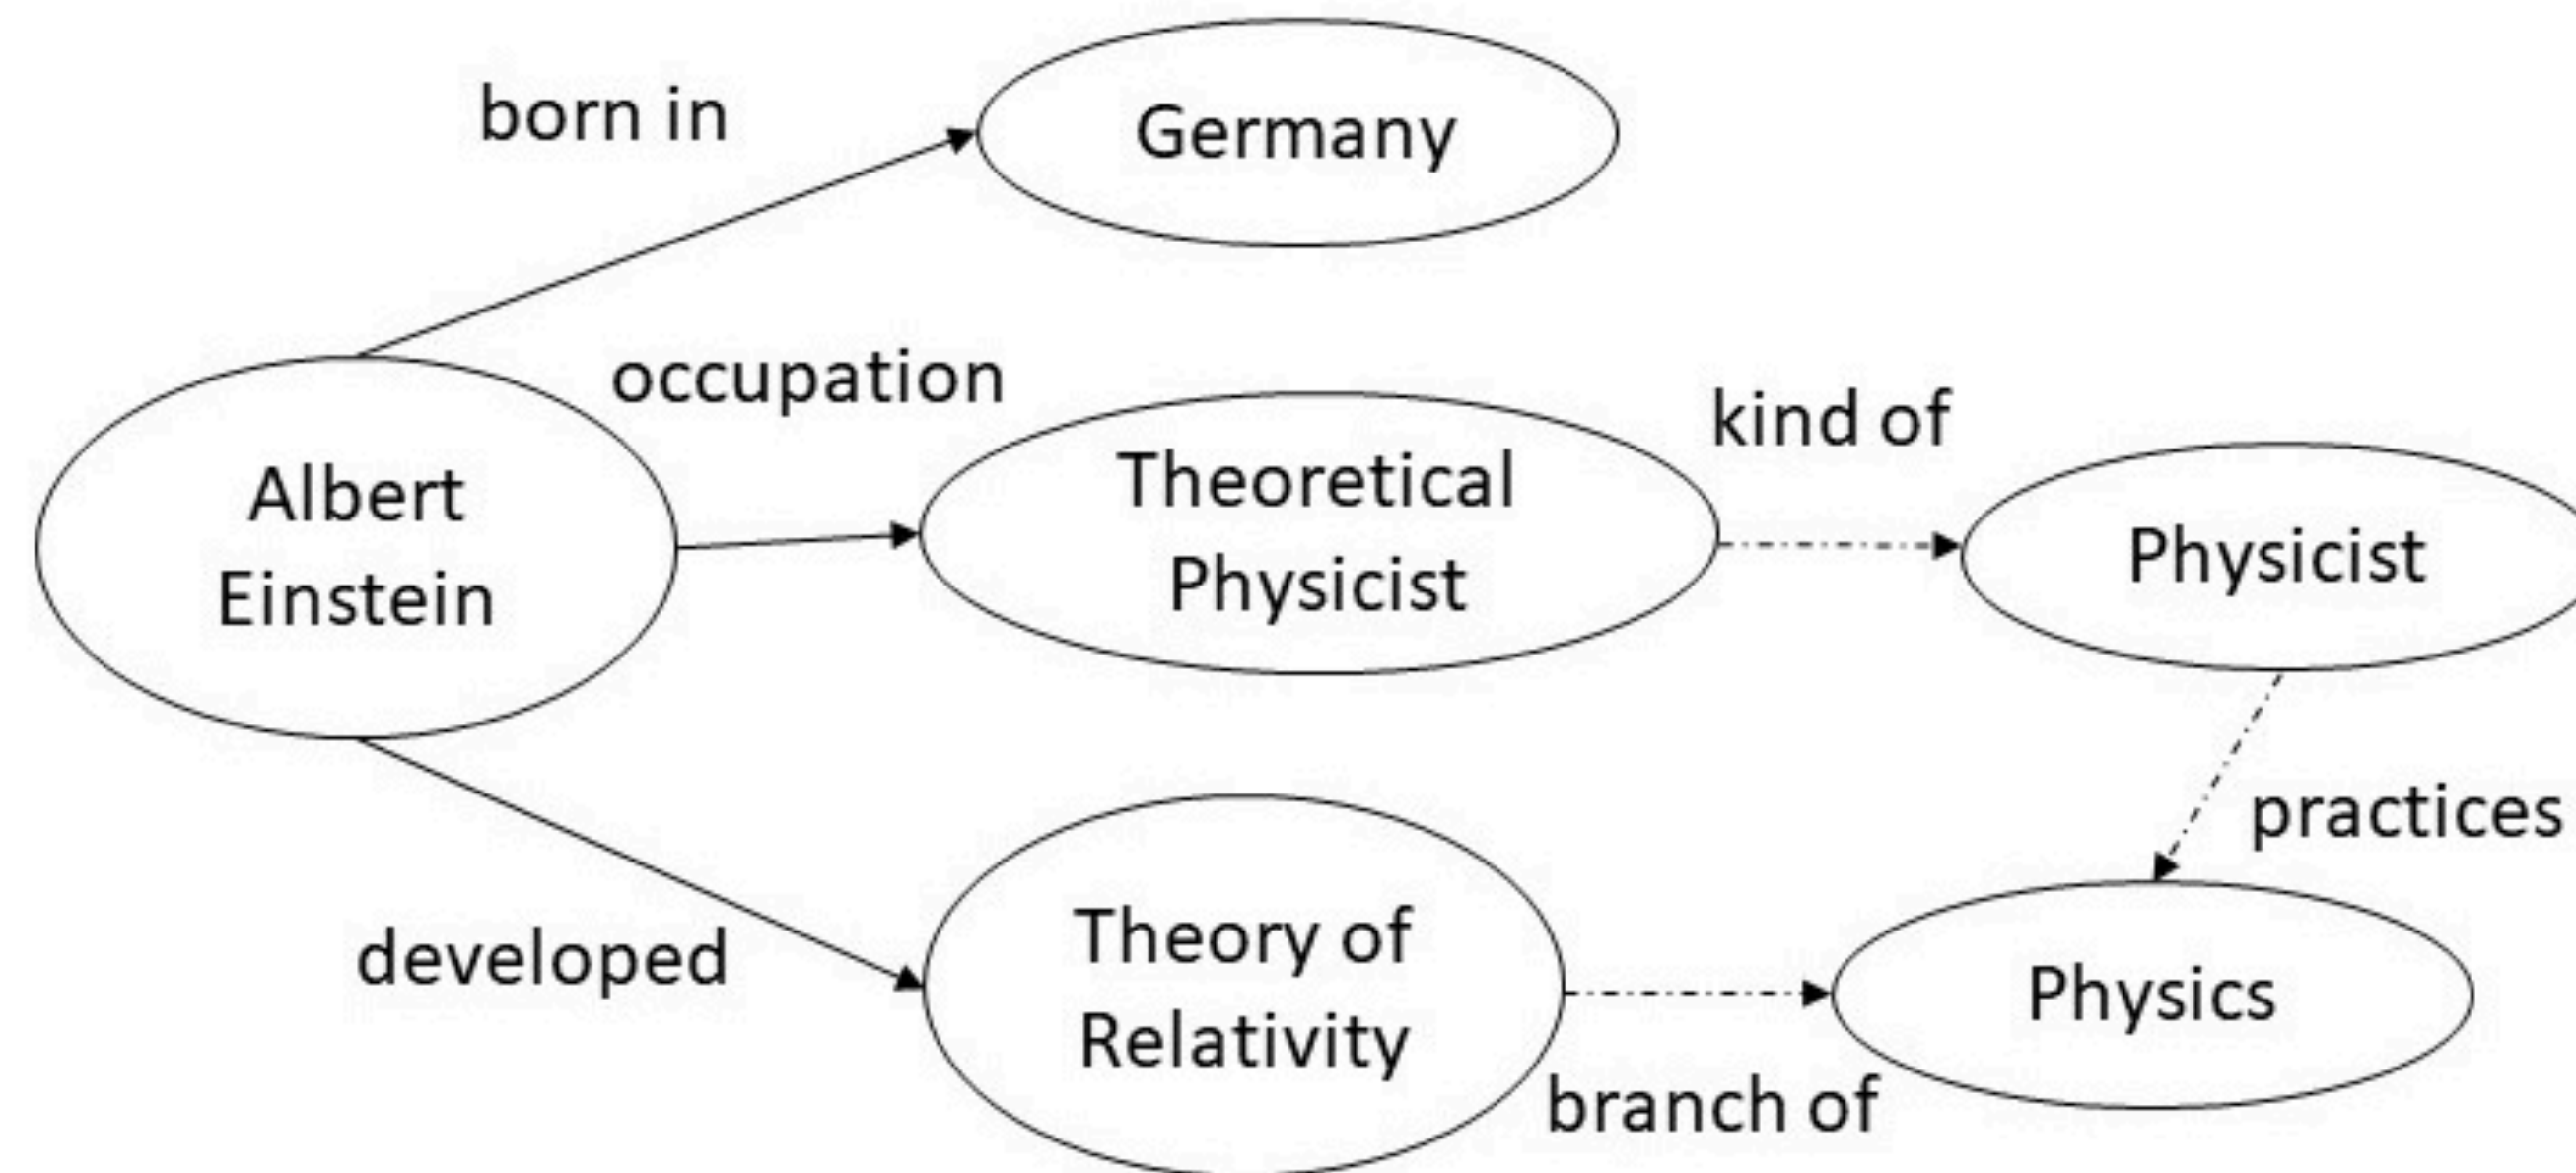 born in
Germany
occupation
kind of
Albert
Einstein
Theoretical
Physicist
Physicist
practices
developed
Theory of
Relativity
Physics
branch of